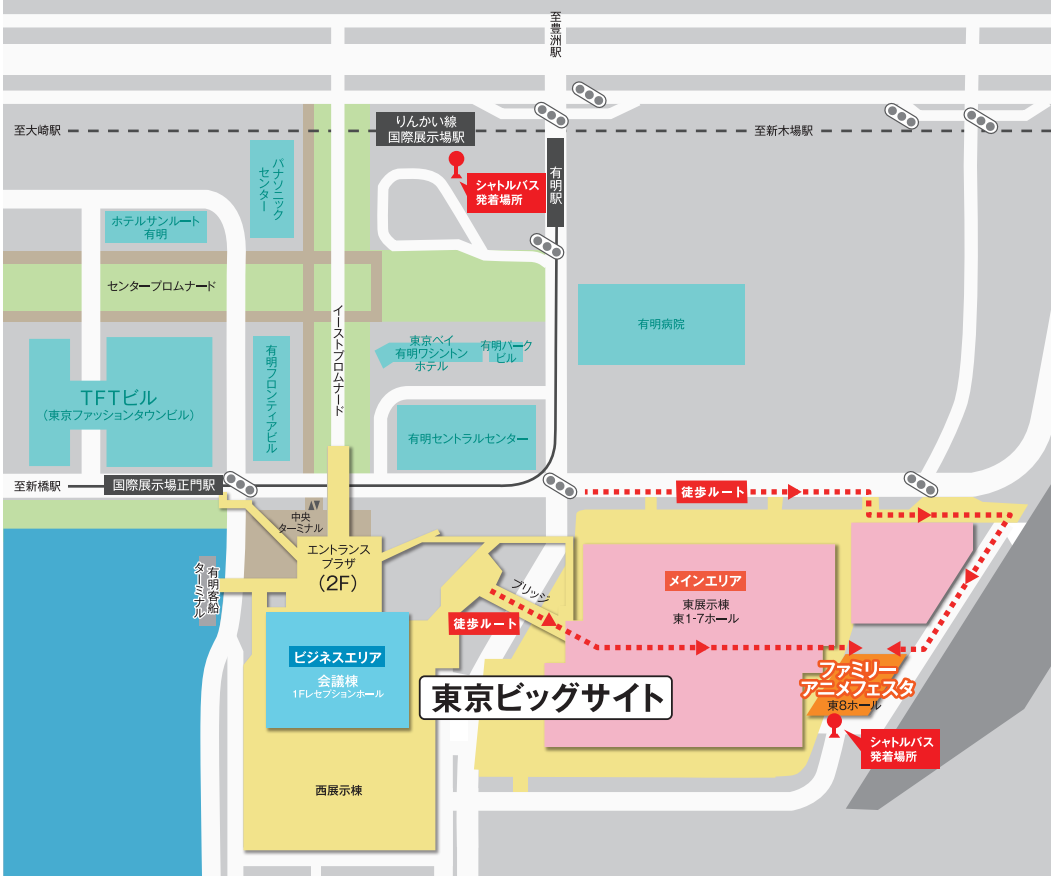 至豊洲駅
至大崎駅
りんかい線
国際展示場駅
至新木場駅
パナソニック
センター
シャトルバス
発着場所
有明駅
ホテルサンルート
有明
センタープロムナード
イーストプロムナード
有明病院
東京ベイ
有明ワシントン
ホテル
有明パーク
ビル
有明フロンティアビル
TFTビル
(東京ファッションタウンビル)
有明セントラルセンター
至新橋駅
国際展示場正門駅
徒歩ルート
中央
ターミナル
エントランス
プラザ
(2F)
有明客船
ターミナル
ブリッジ
メインエリア
東展示棟
東1-7ホール
徒歩ルート
ビジネスエリア
会議棟
1Fレセプションホール
東京ビッグサイト
ファミリー
アニメフェスタ
東8ホール
シャトルバス
発着場所
西展示棟